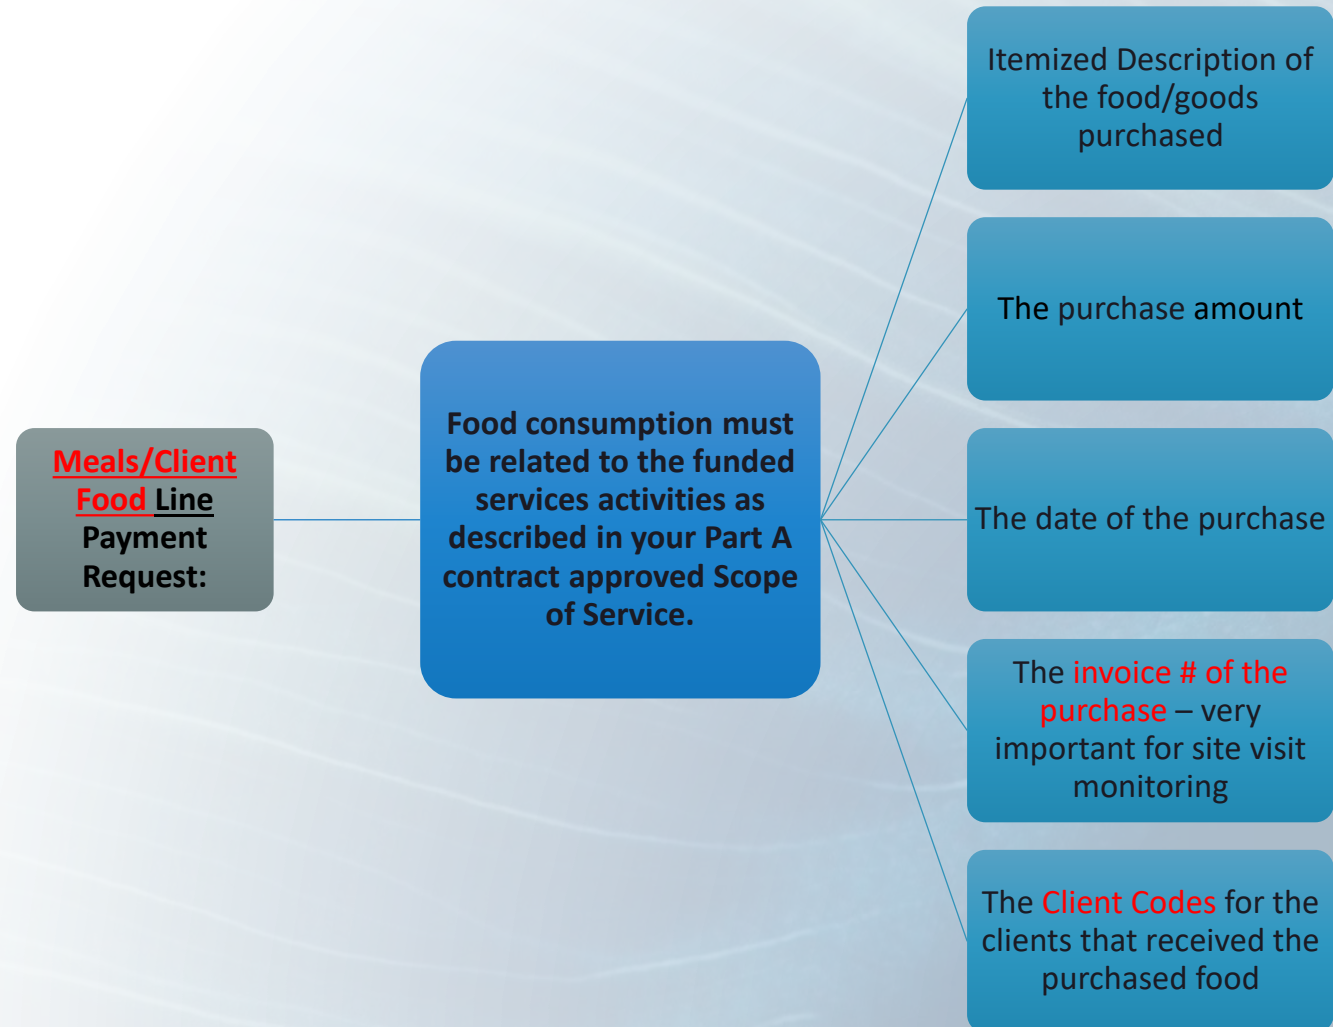 Meals/Client
Food Line
Payment
Request:
Food consumption must
be related to the funded
services activities as
described in your Part A
contract approved Scope
of Service.
Itemized Description of
the food/goods
purchased
The purchase amount
The date of the purchase
The invoice # of the
purchase – very
important for site visit
monitoring
The Client Codes for the
clients that received the
purchased food